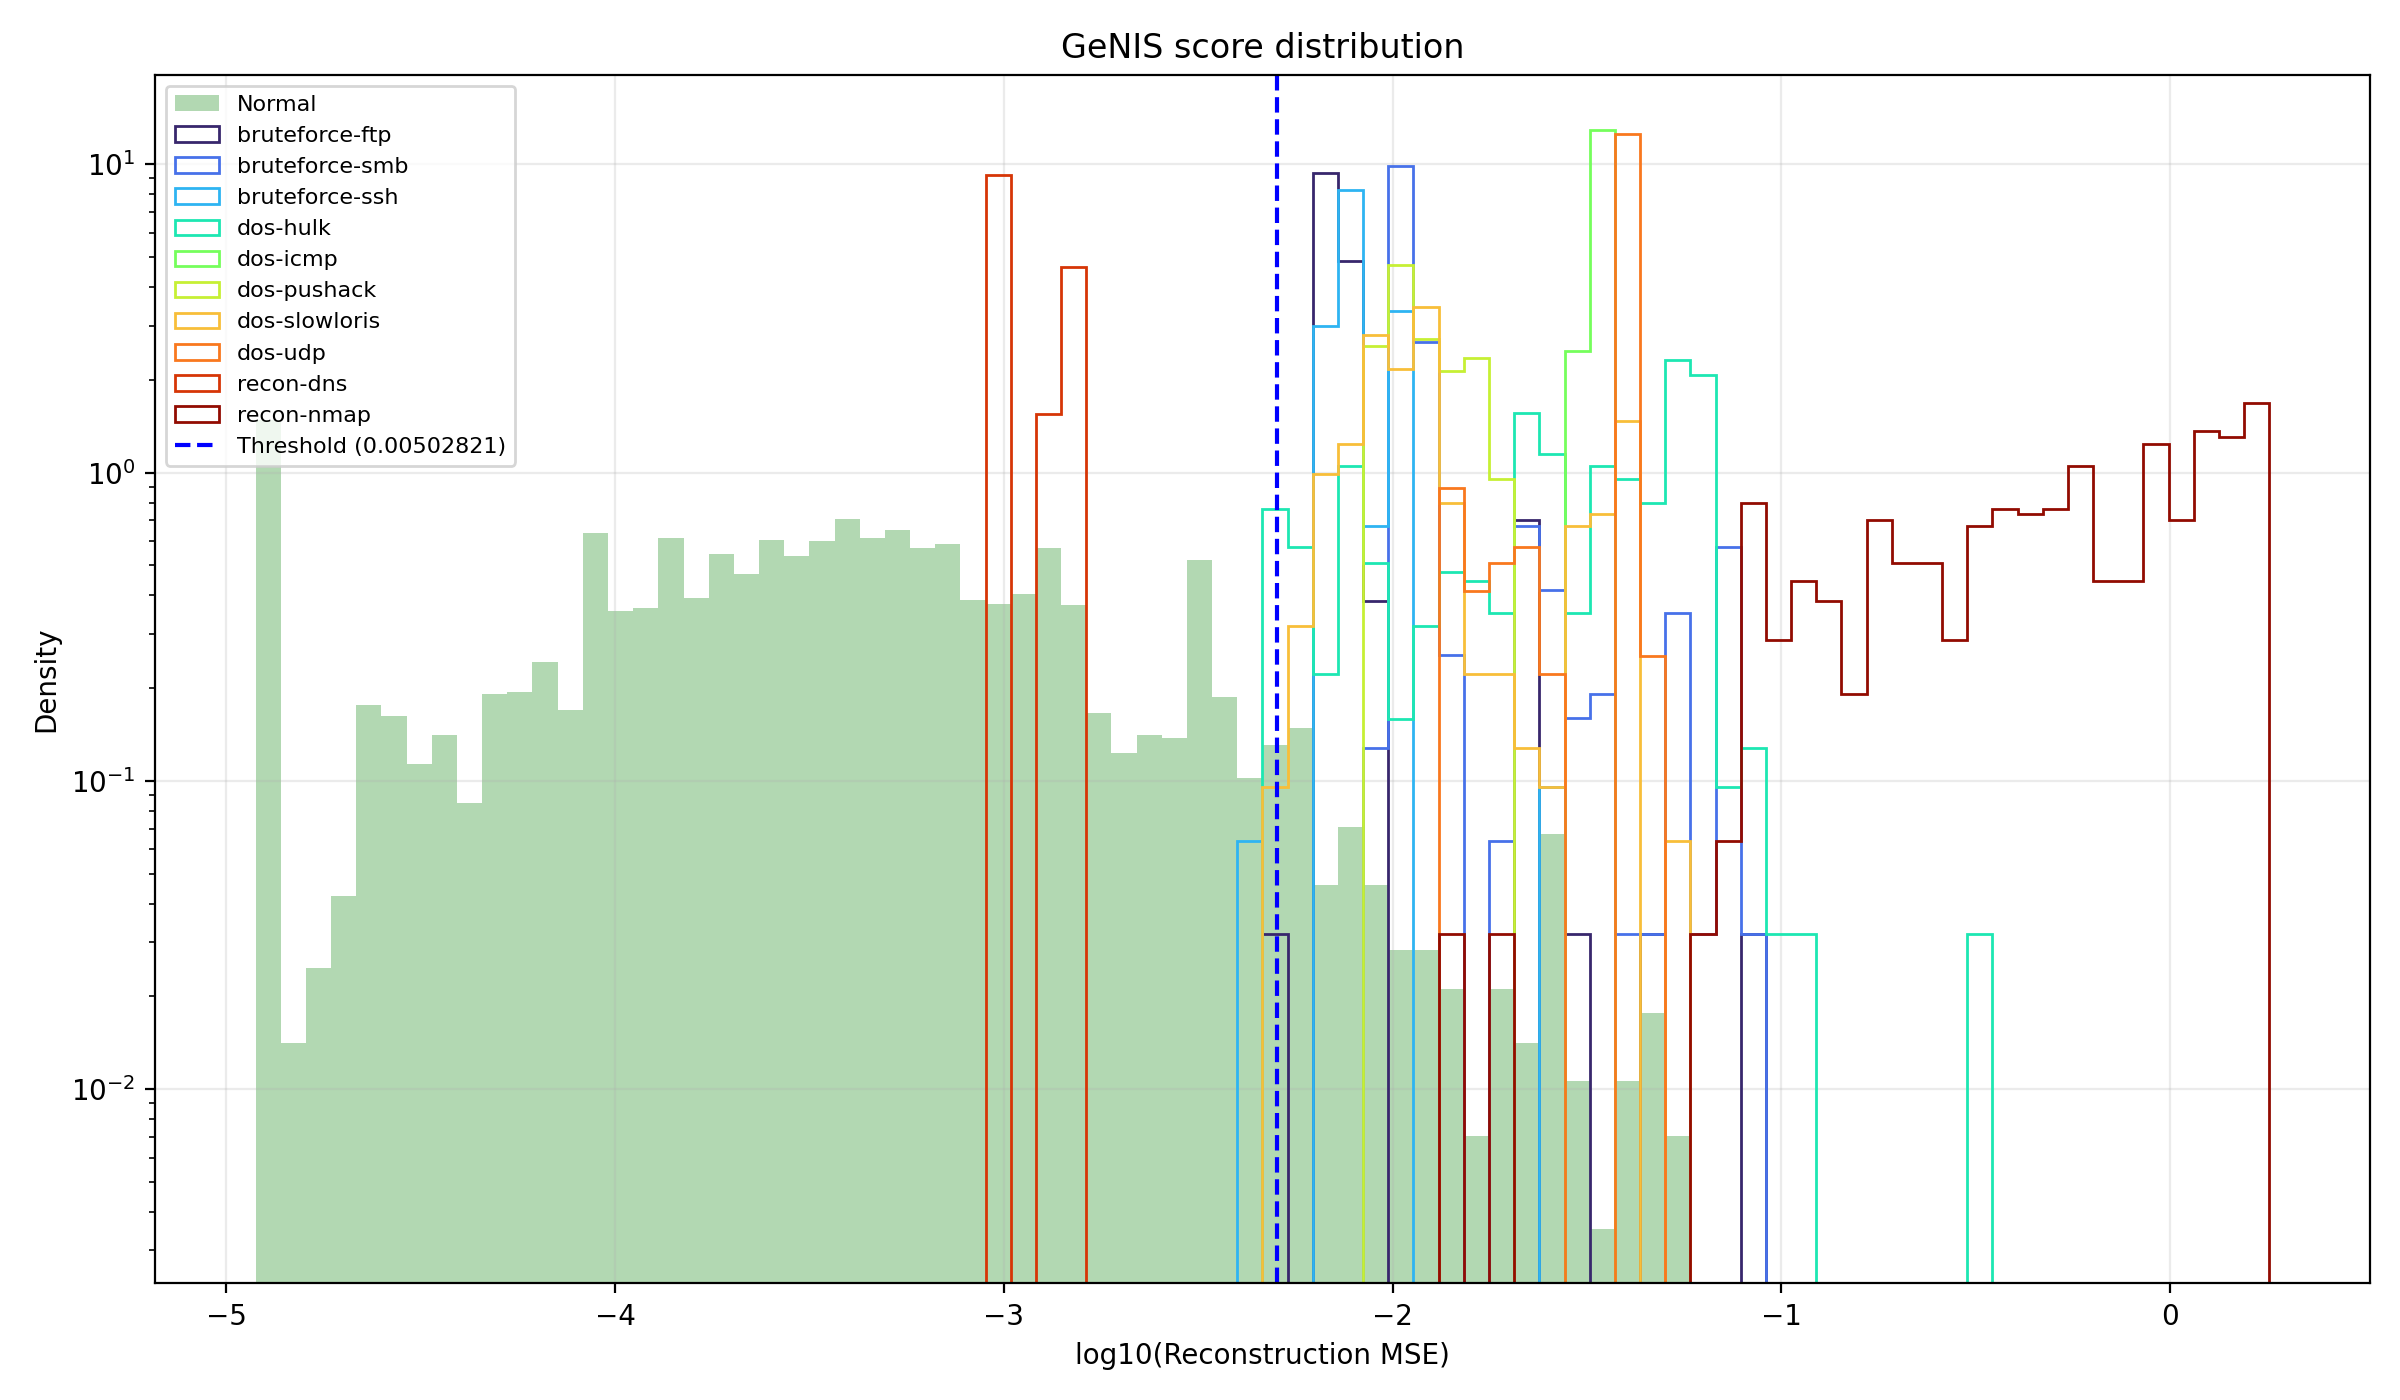 GeNIS score distribution
Normal
bruteforce-ftp
bruteforce-smb
bruteforce-ssh
dos-hulk
dos-icmp
dos-pushack
dos-slowloris
dos-udp
recon-dns
recon-nmap
Threshold (0.00502821)
10¹
10⁰
10⁻¹
10⁻²
Density
−5 −4 −3 −2 −1 0
log10(Reconstruction MSE)